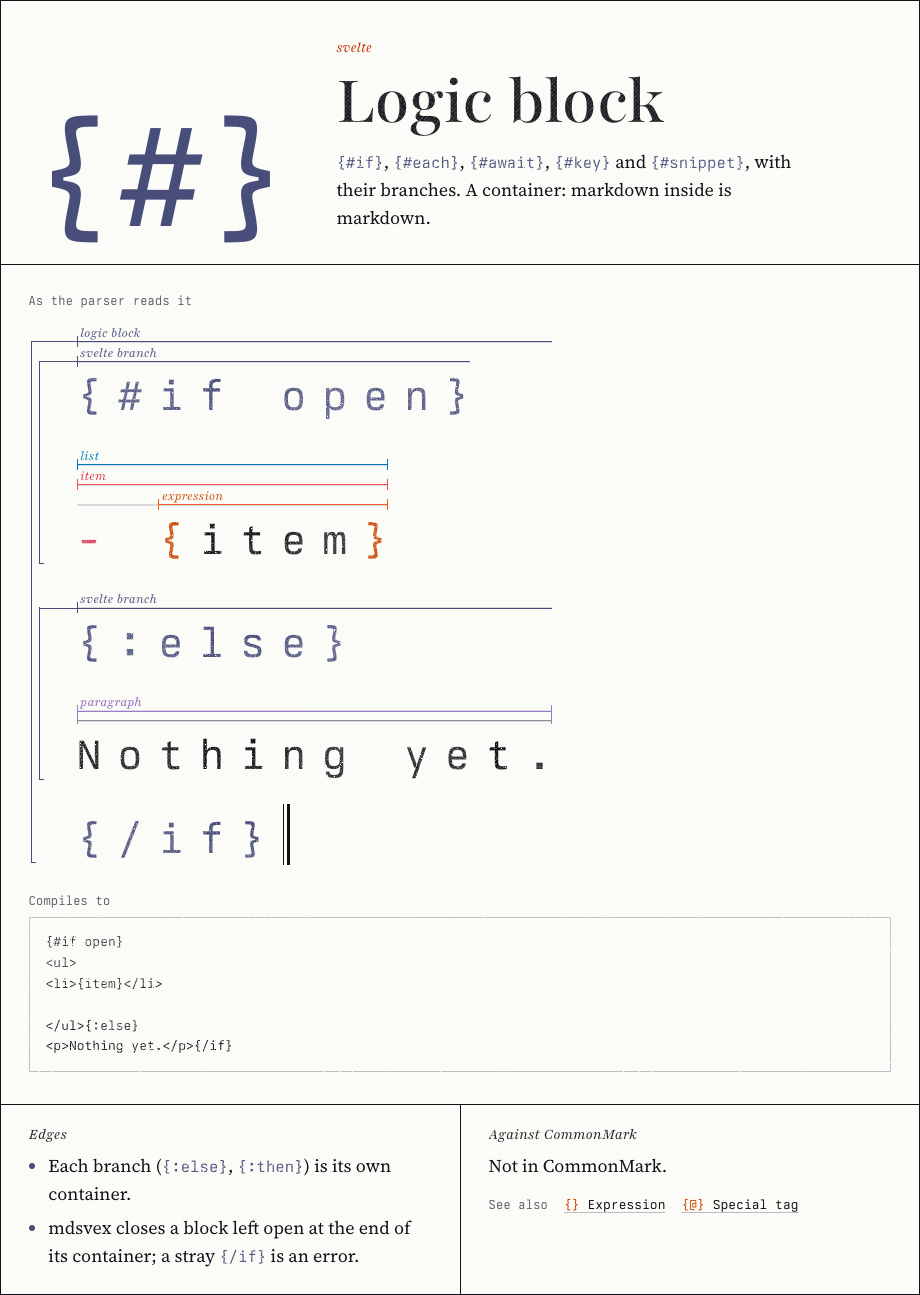 svelte
{#}
Logic block
{#if}, {#each}, {#await}, {#key} and {#snippet}, with
their branches. A container: markdown inside is
markdown.
As the parser reads it
logic block
svelte branch
{#if open}
list
item
expression
- {item}
svelte branch
{:else}
paragraph
Nothing yet.
{/if}
Compiles to
{#if open}
<ul>
<li>{item}</li>
</ul>{:else}
<p>Nothing yet.</p>{/if}
Edges
Each branch ({:else}, {:then}) is its own
container.
mdsvex closes a block left open at the end of
its container; a stray {/if} is an error.
Against CommonMark
Not in CommonMark.
See also {} Expression {@} Special tag